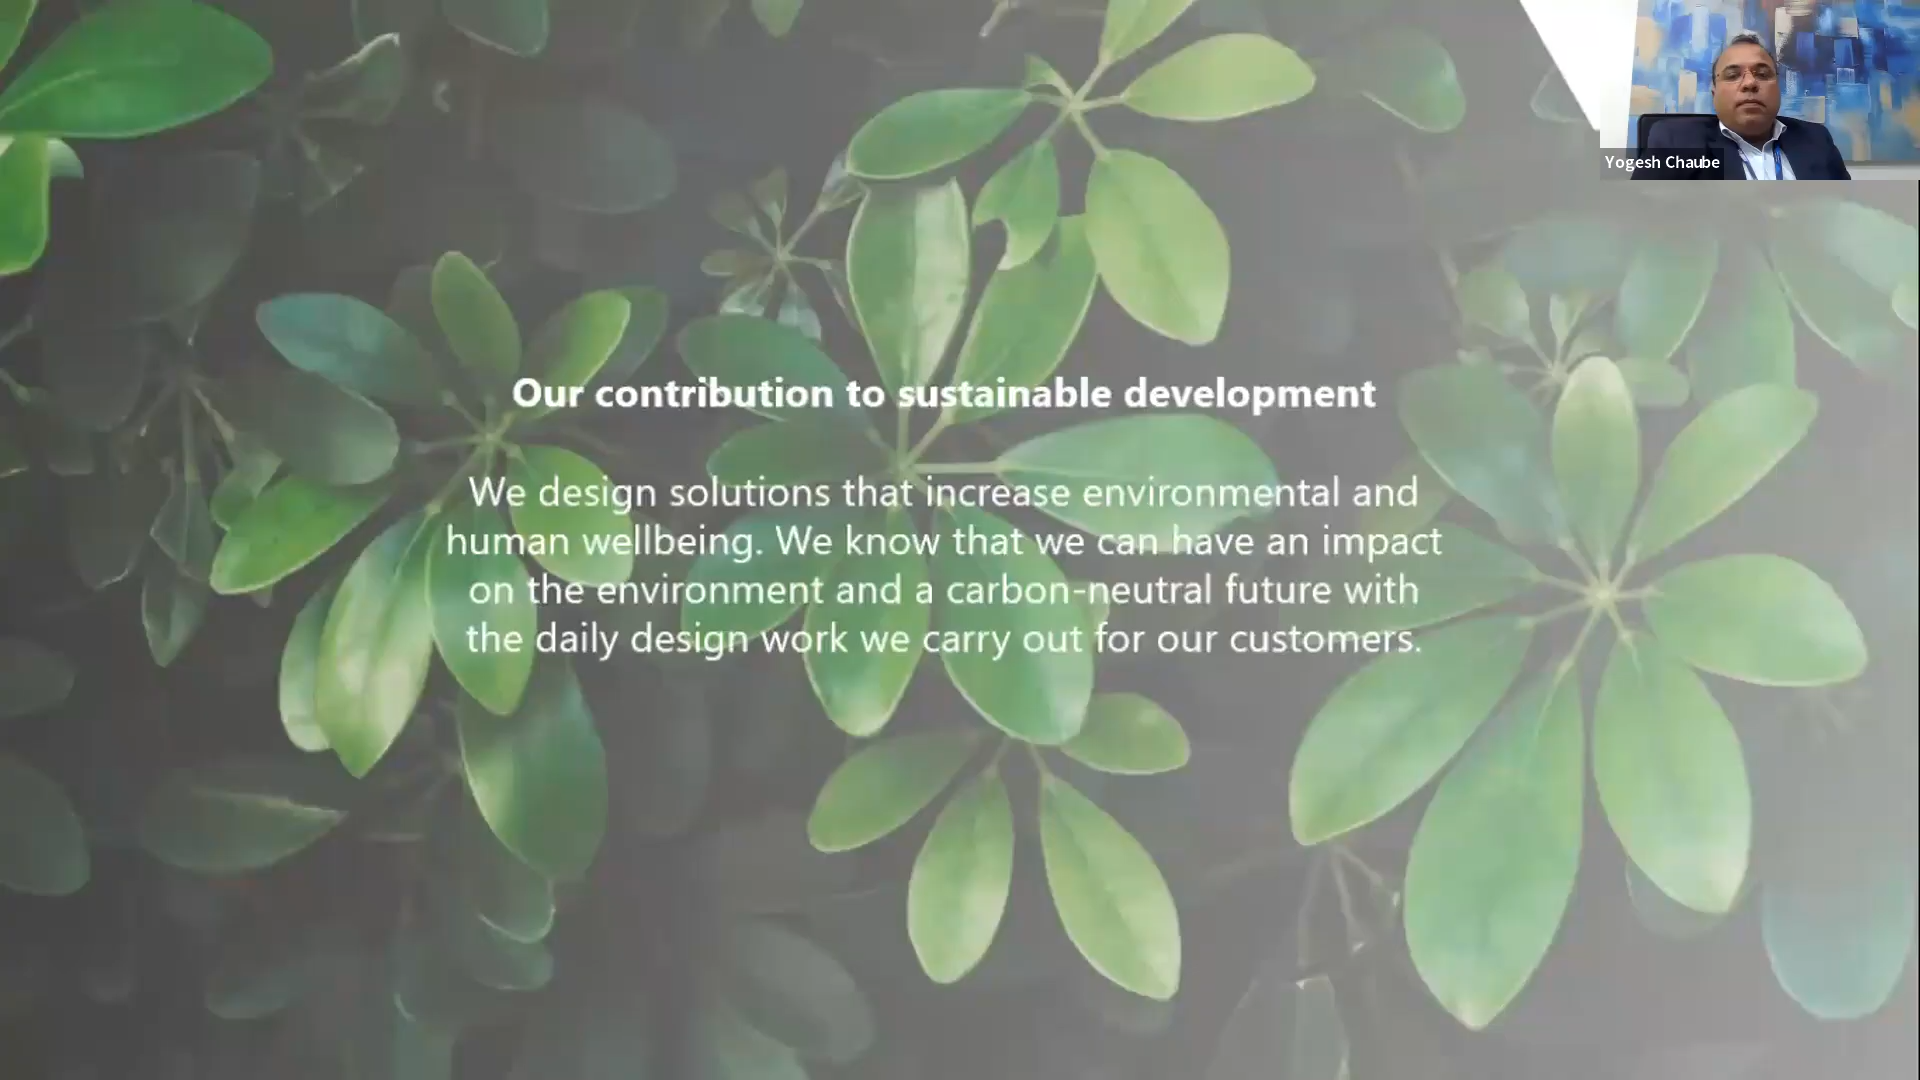 Yogesh Chaube
Our contribution to sustainable development
We design solutions that increase environmental and
human wellbeing. We know that we can have an impact
on the environment and a carbon-neutral future with
the daily design work we carry out for our customers.